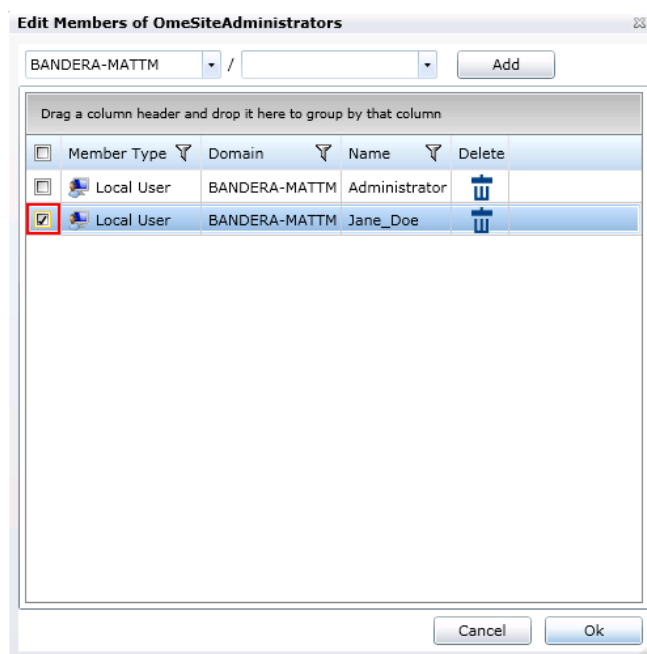 Edit Members of OmeSiteAdministrators
BANDERA-MATTM / Add
Drag a column header and drop it here to group by that column
Member Type Domain Name Delete
Local User BANDERA-MATTM Administrator
Local User BANDERA-MATTM Jane_Doe
Cancel Ok